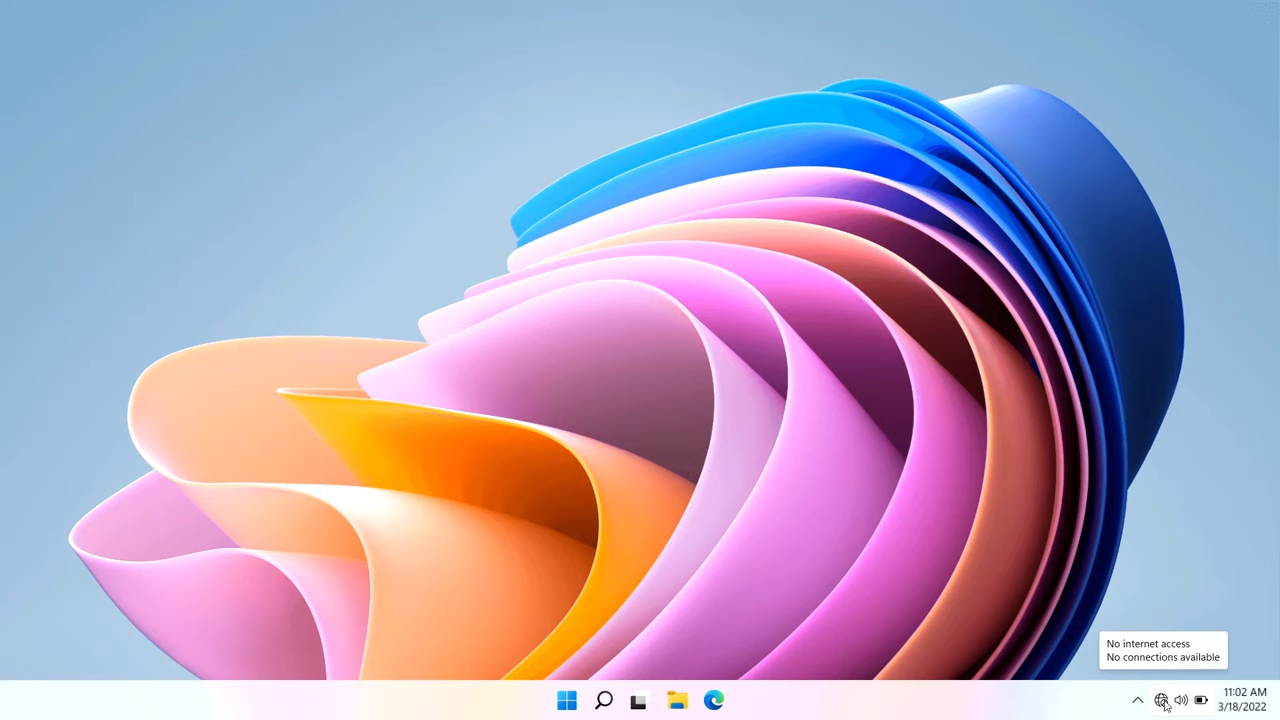 No internet access
No connections available
11:02 AM
3/18/2022